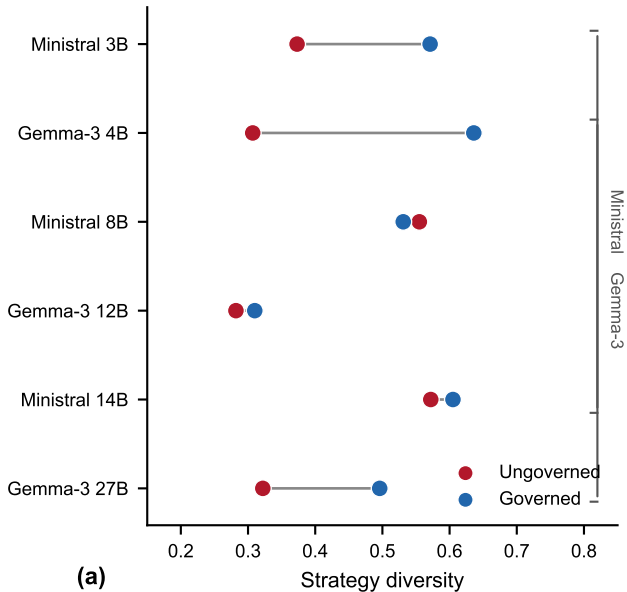 Ministral 3B
Gemma-3 4B
Ministral 8B
Gemma-3 12B
Ministral 14B
Gemma-3 27B
Ministral
Gemma-3
Ungoverned
Governed
0.2 0.3 0.4 0.5 0.6 0.7 0.8
(a)
Strategy diversity